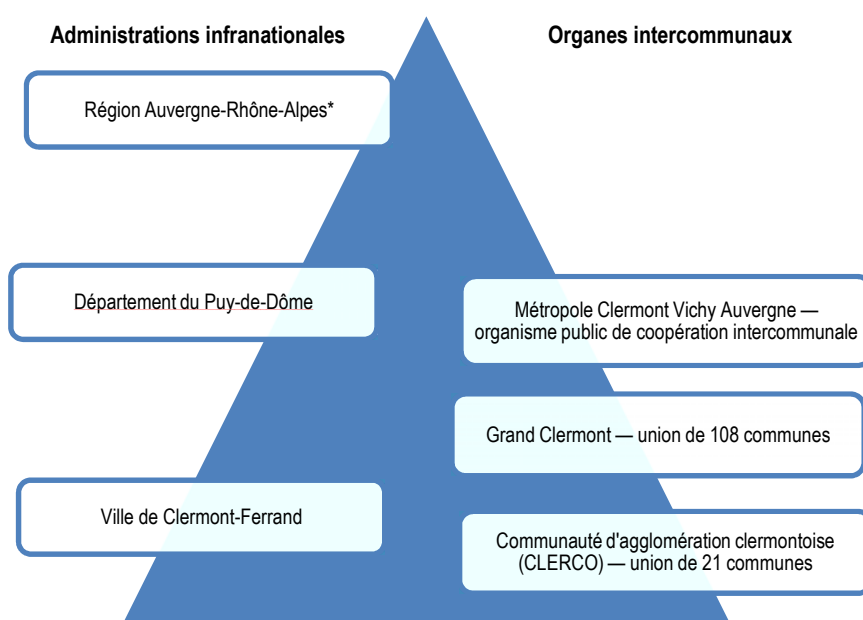 Administrations infranationales
Organes intercommunaux
Région Auvergne-Rhône-Alpes*
Département du Puy-de-Dôme
Métropole Clermont Vichy Auvergne —
organisme public de coopération intercommunale
Grand Clermont — union de 108 communes
Ville de Clermont-Ferrand
Communauté d'agglomération clermontoise
(CLERCO) — union de 21 communes